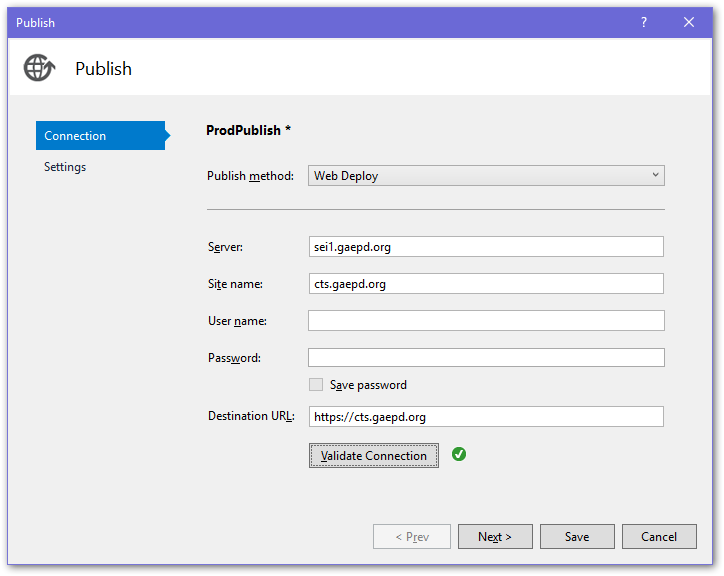 Publish
?
Publish
Connection
Settings
ProdPublish *
Publish method: Web Deploy
Server: sei1.gaepd.org
Site name: cts.gaepd.org
User name:
Password:
Save password
Destination URL: https://cts.gaepd.org
Validate Connection
< Prev Next > Save Cancel